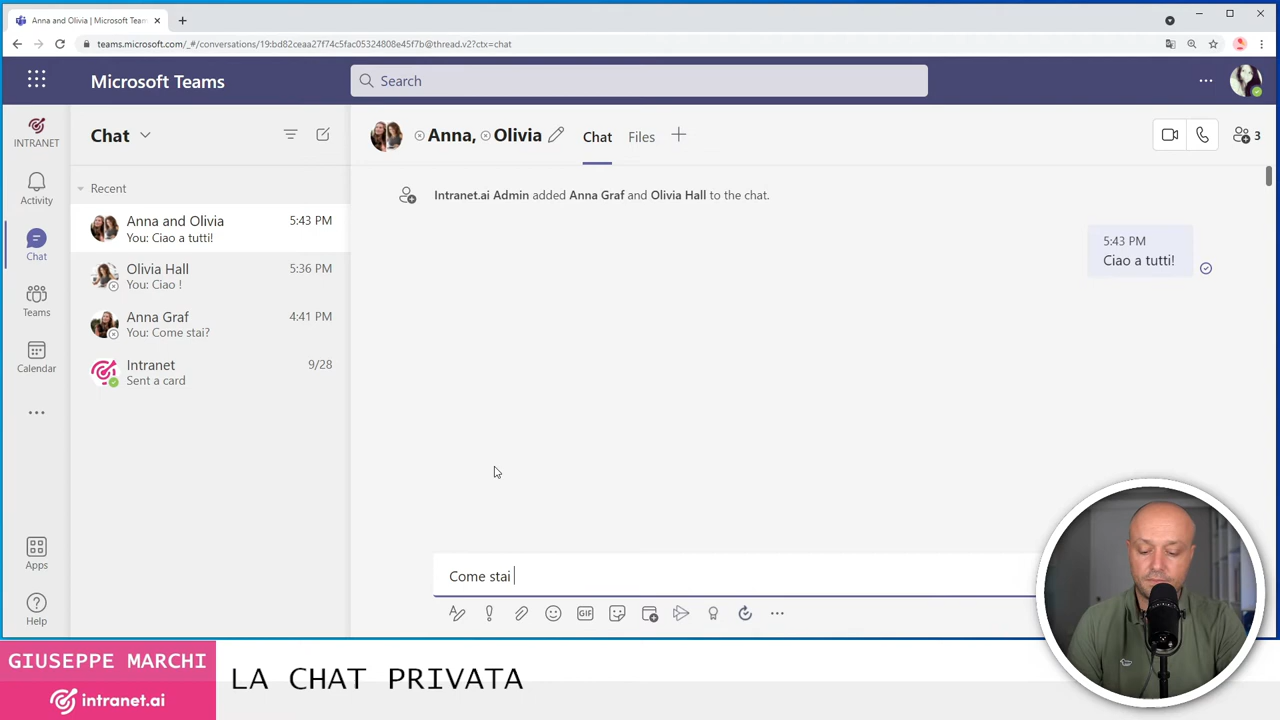 Anna and Olivia | Microsoft Team
teams.microsoft.com/_#/conversations/19:bd82ceaa27f74c5fac05324808e45f7b@thread.v2?ctx=chat
Microsoft Teams
Search
INTRANET
Activity
Chat
Teams
Calendar
Apps
Help
Chat
Recent
Anna and Olivia 5:43 PM
You: Ciao a tutti!
Olivia Hall 5:36 PM
You: Ciao !
Anna Graf 4:41 PM
You: Come stai?
Intranet 9/28
Sent a card
Anna, Olivia Chat Files 3
Intranet.ai Admin added Anna Graf and Olivia Hall to the chat.
5:43 PM
Ciao a tutti!
Come stai
GIF
GIUSEPPE MARCHI
intranet.ai
LA CHAT PRIVATA